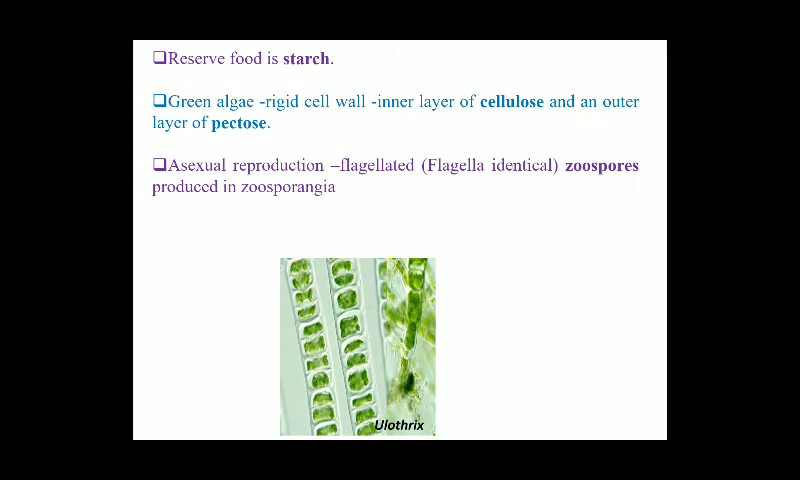 ❑Reserve food is starch.
❑Green algae -rigid cell wall -inner layer of cellulose and an outer
layer of pectose.
❑Asexual reproduction –flagellated (Flagella identical) zoospores
produced in zoosporangia
Ulothrix